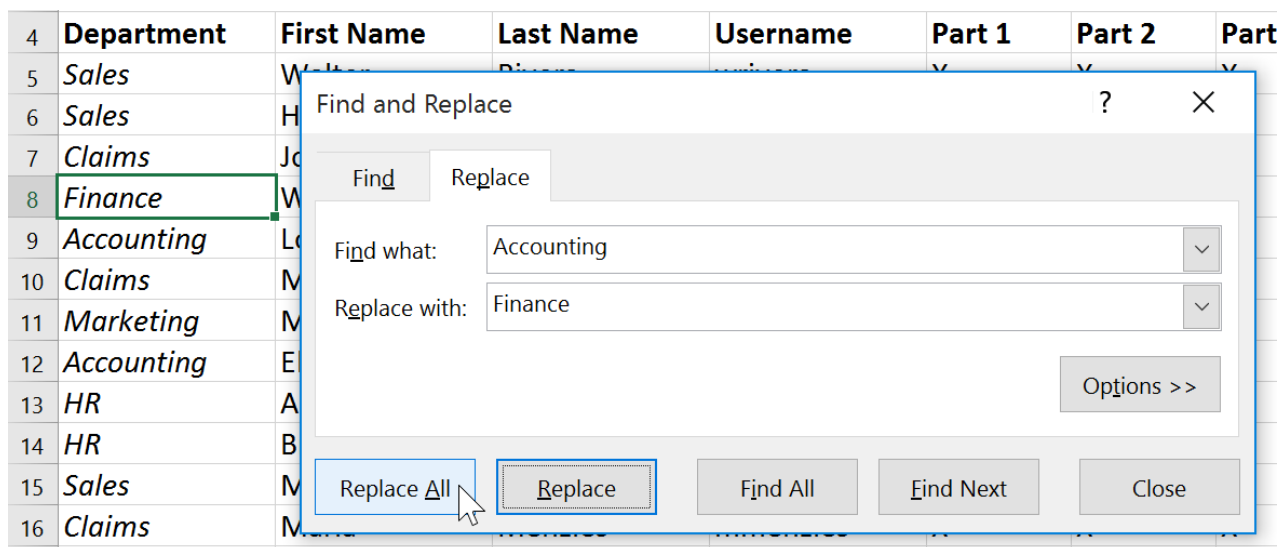 4 Department First Name Last Name Username Part 1 Part 2 Part
5 Sales
6 Sales
Find and Replace ?
7 Claims
Find Replace
8 Finance
9 Accounting
Find what: Accounting
10 Claims
Replace with: Finance
11 Marketing
12 Accounting
Options >>
13 HR
14 HR
15 Sales
Replace All Replace Find All Find Next Close
16 Claims